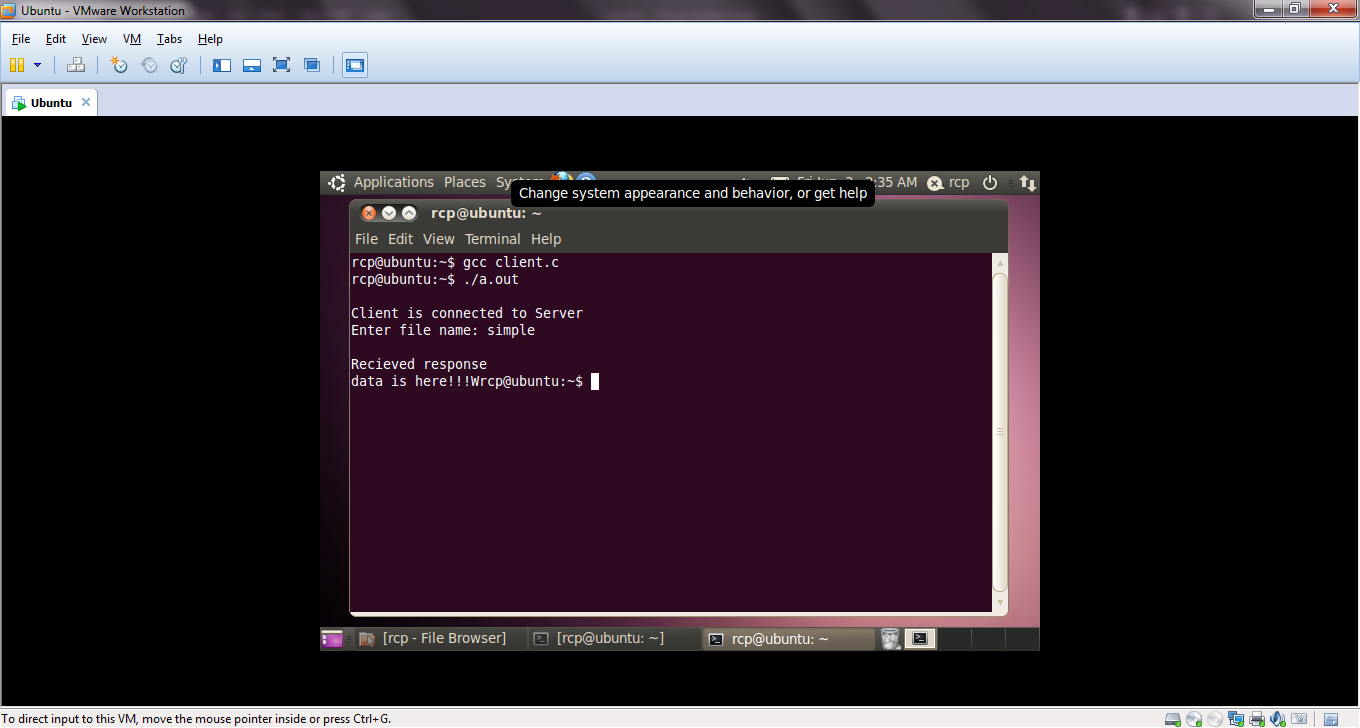 Ubuntu - VMware Workstation
File Edit View VM Tabs Help
Ubuntu
Applications Places
35 AM rcp
Change system appearance and behavior, or get help
rcp@ubuntu: ~
File Edit View Terminal Help
rcp@ubuntu:~$ gcc client.c
rcp@ubuntu:~$ ./a.out
Client is connected to Server
Enter file name: simple
Recieved response
data is here!!!Wrcp@ubuntu:~$
[rcp - File Browser] [rcp@ubuntu: ~] rcp@ubuntu: ~
To direct input to this VM, move the mouse pointer inside or press Ctrl+G.